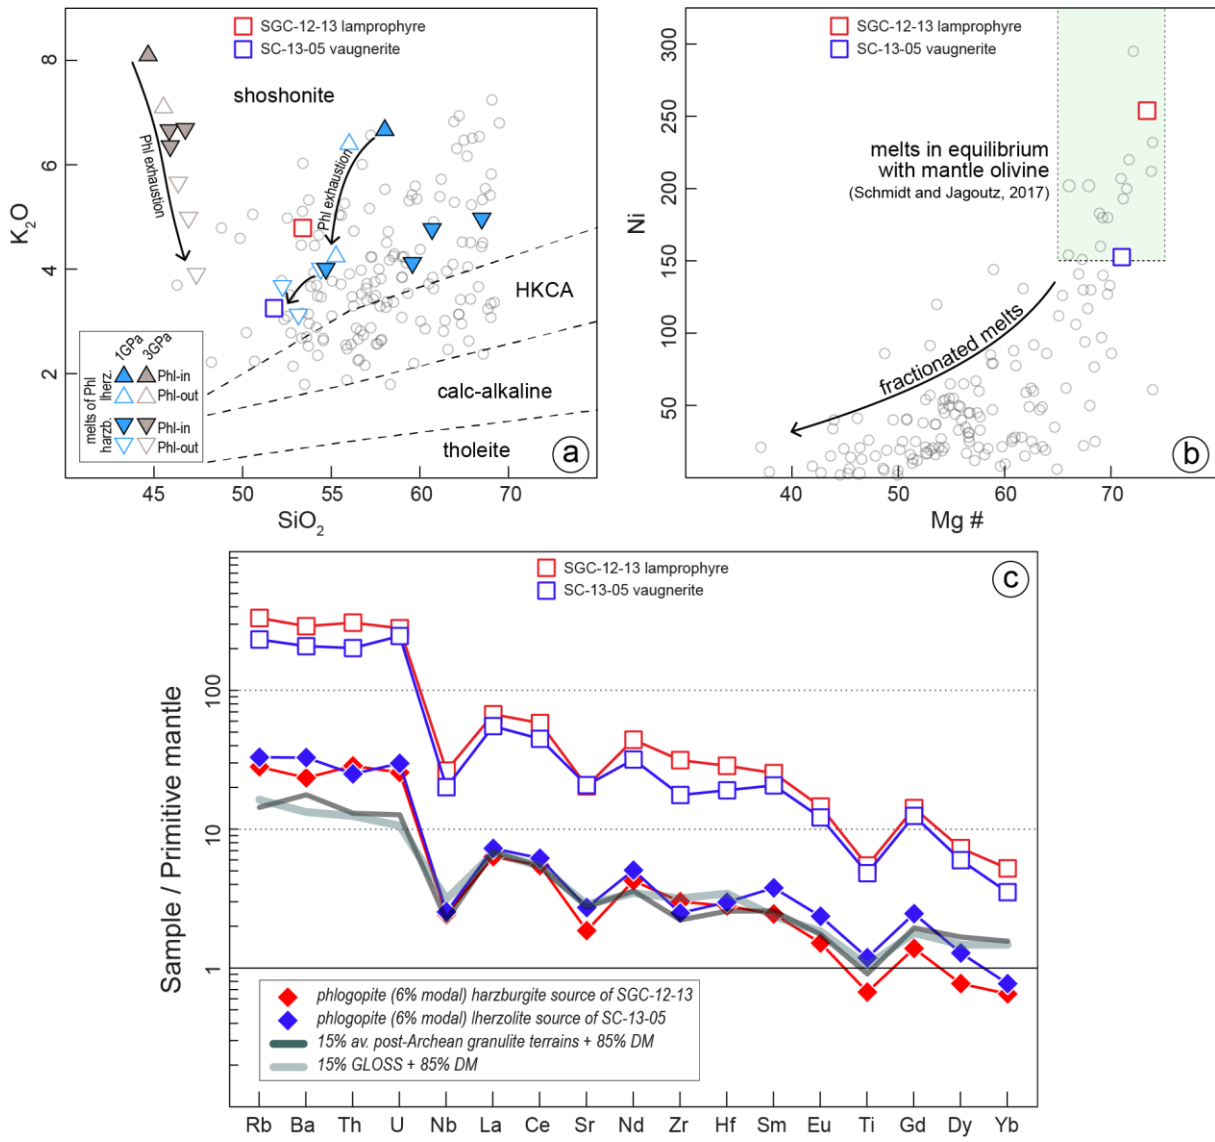 SGC-12-13 lamprophyre
SC-13-05 vaugnerite
shoshonite
Phl exhaustion
Phl exhaustion
HKCA
calc-alkaline
tholeite
1GPa
3GPa
melts of Phl
lherz.
harzb.
Phl-in
Phl-out
Phl-in
Phl-out
K2O
8
6
4
2
45
50
55
60
70
SiO2
a
SGC-12-13 lamprophyre
SC-13-05 vaugnerite
melts in equilibrium
with mantle olivine
(Schmidt and Jagoutz, 2017)
fractionated melts
Ni
300
250
200
150
100
50
40
50
60
70
Mg #
b
SGC-12-13 lamprophyre
SC-13-05 vaugnerite
c
Sample / Primitive mantle
100
10
1
phlogopite (6% modal) harzburgite source of SGC-12-13
phlogopite (6% modal) lherzolite source of SC-13-05
15% av. post-Archean granulite terrains + 85% DM
15% GLOSS + 85% DM
Rb Ba Th U Nb La Ce Sr Nd Zr Hf Sm Eu Ti Gd Dy Yb